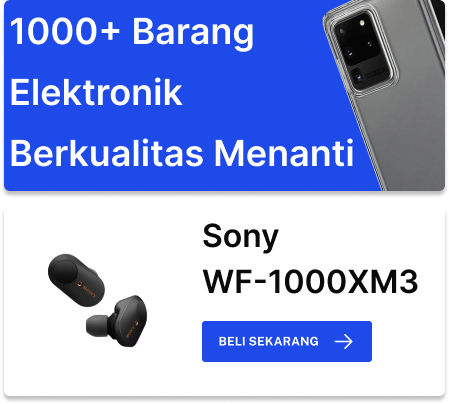 1000+ Barang
Elektronik
Berkualitas Menanti
Sony
WF-1000XM3
BELI SEKARANG